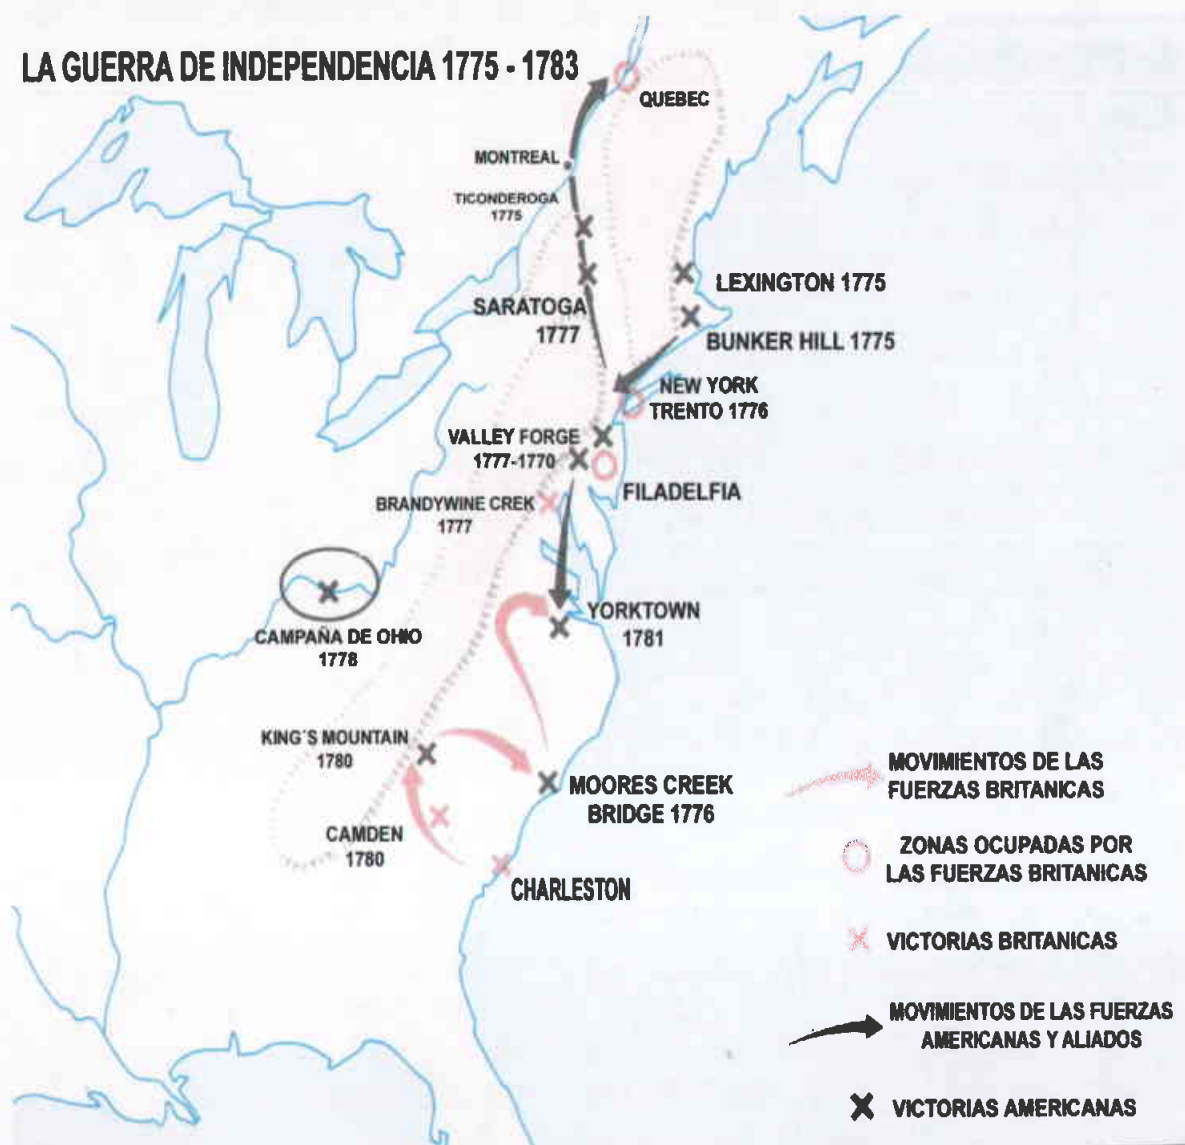 LA GUERRA DE INDEPENDENCIA 1775 - 1783
QUEBEC
MONTREAL
TICONDEROGA
1775
LEXINGTON 1775
SARATOGA
1777
BUNKER HILL 1775
NEW YORK
TRENTO 1776
VALLEY FORGE
1777-1770
FILADELFIA
BRANDYWINE CREK
1777
YORKTOWN
1781
CAMPAÑA DE OHIO
1778
KING´S MOUNTAIN
1780
MOORES CREEK
BRIDGE 1776
CAMDEN
1780
CHARLESTON
MOVIMIENTOS DE LAS
FUERZAS BRITANICAS
ZONAS OCUPADAS POR
LAS FUERZAS BRITANICAS
VICTORIAS BRITANICAS
MOVIMIENTOS DE LAS FUERZAS
AMERICANAS Y ALIADOS
VICTORIAS AMERICANAS